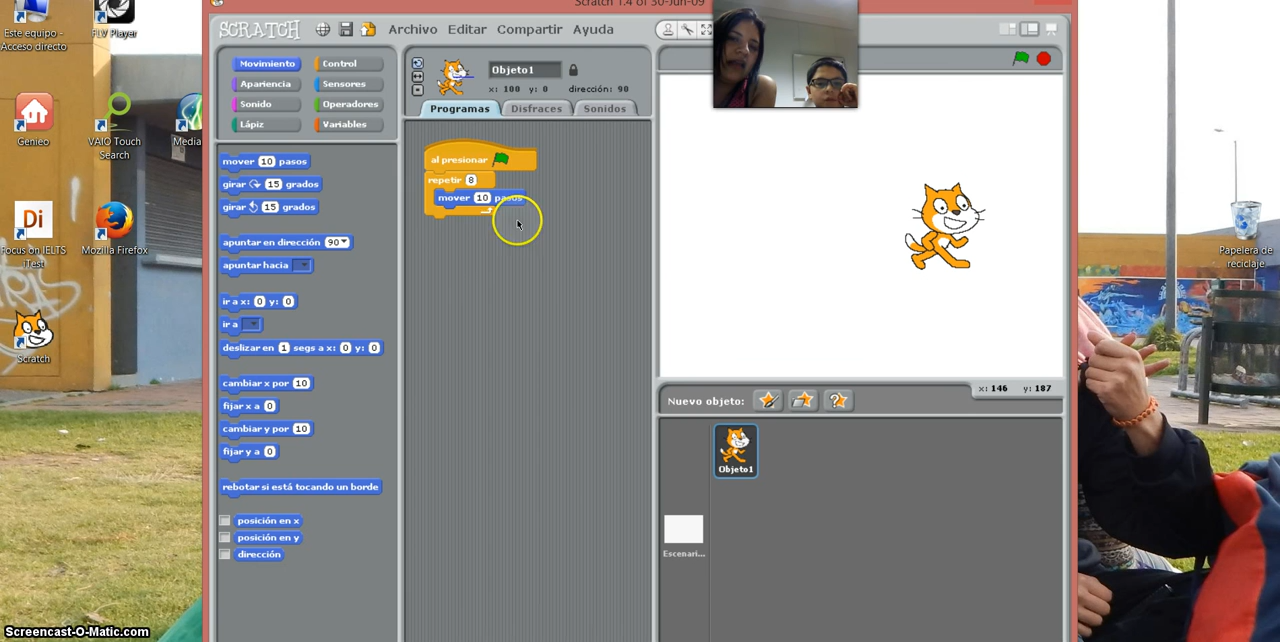 Este equipo - Acceso directo
FLV Player
Genieo
VAIO Touch Search
Media
Focus on IELTS iTest
Mozilla Firefox
Scratch
Papelera de reciclaje
Scratch 1.4 of 30-Jun-09
SCRATCH
Archivo Editar Compartir Ayuda
Movimiento Control
Apariencia Sensores
Sonido Operadores
Lápiz Variables
mover 10 pasos
girar 15 grados
girar 15 grados
apuntar en dirección 90
apuntar hacia
ir a x: 0 y: 0
ir a
deslizar en 1 segs a x: 0 y: 0
cambiar x por 10
fijar x a 0
cambiar y por 10
fijar y a 0
rebotar si está tocando un borde
posición en x
posición en y
dirección
Objeto1
x: 100 y: 0 dirección: 90
Programas Disfraces Sonidos
al presionar
repetir 8
mover 10 pasos
x: 146 y: 187
Nuevo objeto:
Objeto1
Escenari...
Screencast-O-Matic.com